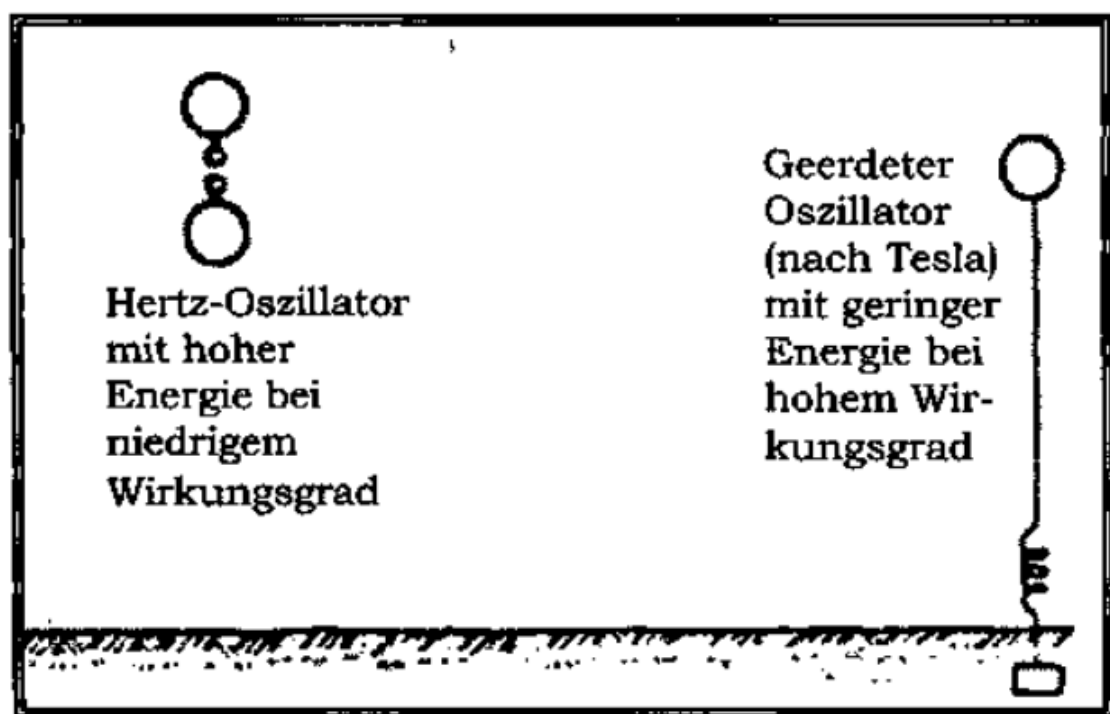 Hertz-Oszillator
mit hoher
Energie bei
niedrigem
Wirkungsgrad
Geerdeter
Oszillator
(nach Tesla)
mit geringer
Energie bei
hohem Wir-
kungsgrad